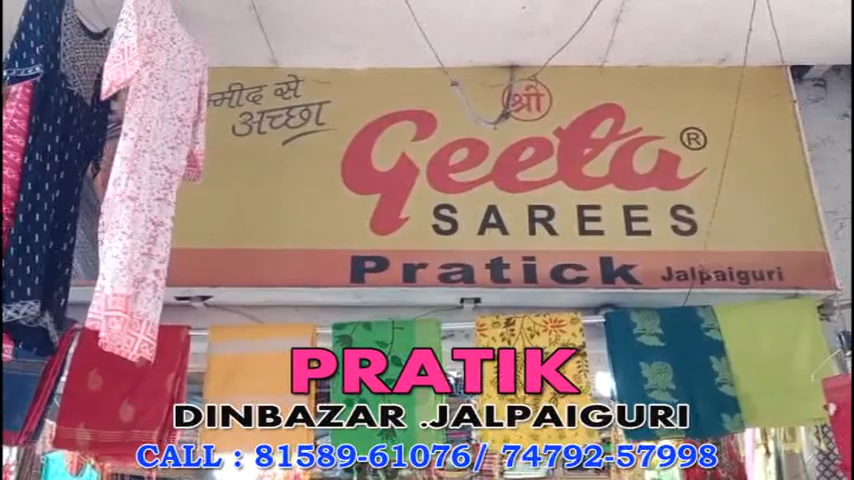 मीद से
अच्छा
श्री
Geeta ®
SAREES
Pratick Jalpaiguri
PRATIK
DINBAZAR .JALPAIGURI
CALL : 81589-61076/ 74792-57998